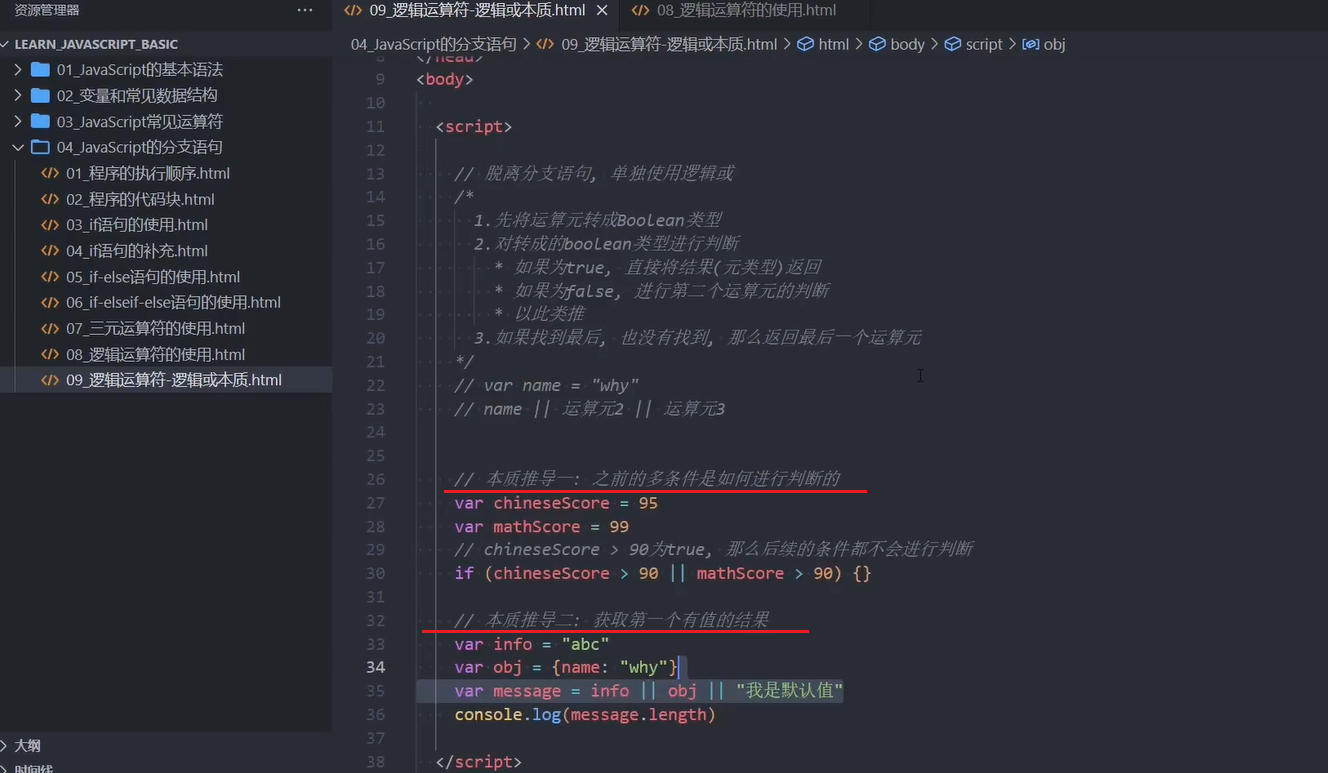 资源管理器
···
09_逻辑运算符-逻辑或本质.html
08_逻辑运算符的使用.html
LEARN_JAVASCRIPT_BASIC
04_JavaScript的分支语句 > 09_逻辑运算符-逻辑或本质.html > html > body > script > obj
01_JavaScript的基本语法
02_变量和常见数据结构
03_JavaScript常见运算符
04_JavaScript的分支语句
01_程序的执行顺序.html
02_程序的代码块.html
03_if语句的使用.html
04_if语句的补充.html
05_if-else语句的使用.html
06_if-elseif-else语句的使用.html
07_三元运算符的使用.html
08_逻辑运算符的使用.html
09_逻辑运算符-逻辑或本质.html
大纲
时间线
8 </head>
9 <body>
10
11 <script>
12
13 // 脱离分支语句, 单独使用逻辑或
14 /*
15 1.先将运算元转成Boolean类型
16 2.对转成的boolean类型进行判断
17 * 如果为true, 直接将结果(元类型)返回
18 * 如果为false, 进行第二个运算元的判断
19 * 以此类推
20 3.如果找到最后, 也没有找到, 那么返回最后一个运算元
21 */
22 // var name = "why"
23 // name || 运算元2 || 运算元3
24
25
26 // 本质推导一: 之前的多条件是如何进行判断的
27 var chineseScore = 95
28 var mathScore = 99
29 // chineseScore > 90为true, 那么后续的条件都不会进行判断
30 if (chineseScore > 90 || mathScore > 90) {}
31
32 // 本质推导二: 获取第一个有值的结果
33 var info = "abc"
34 var obj = {name: "why"}
35 var message = info || obj || "我是默认值"
36 console.log(message.length)
37
38 </script>